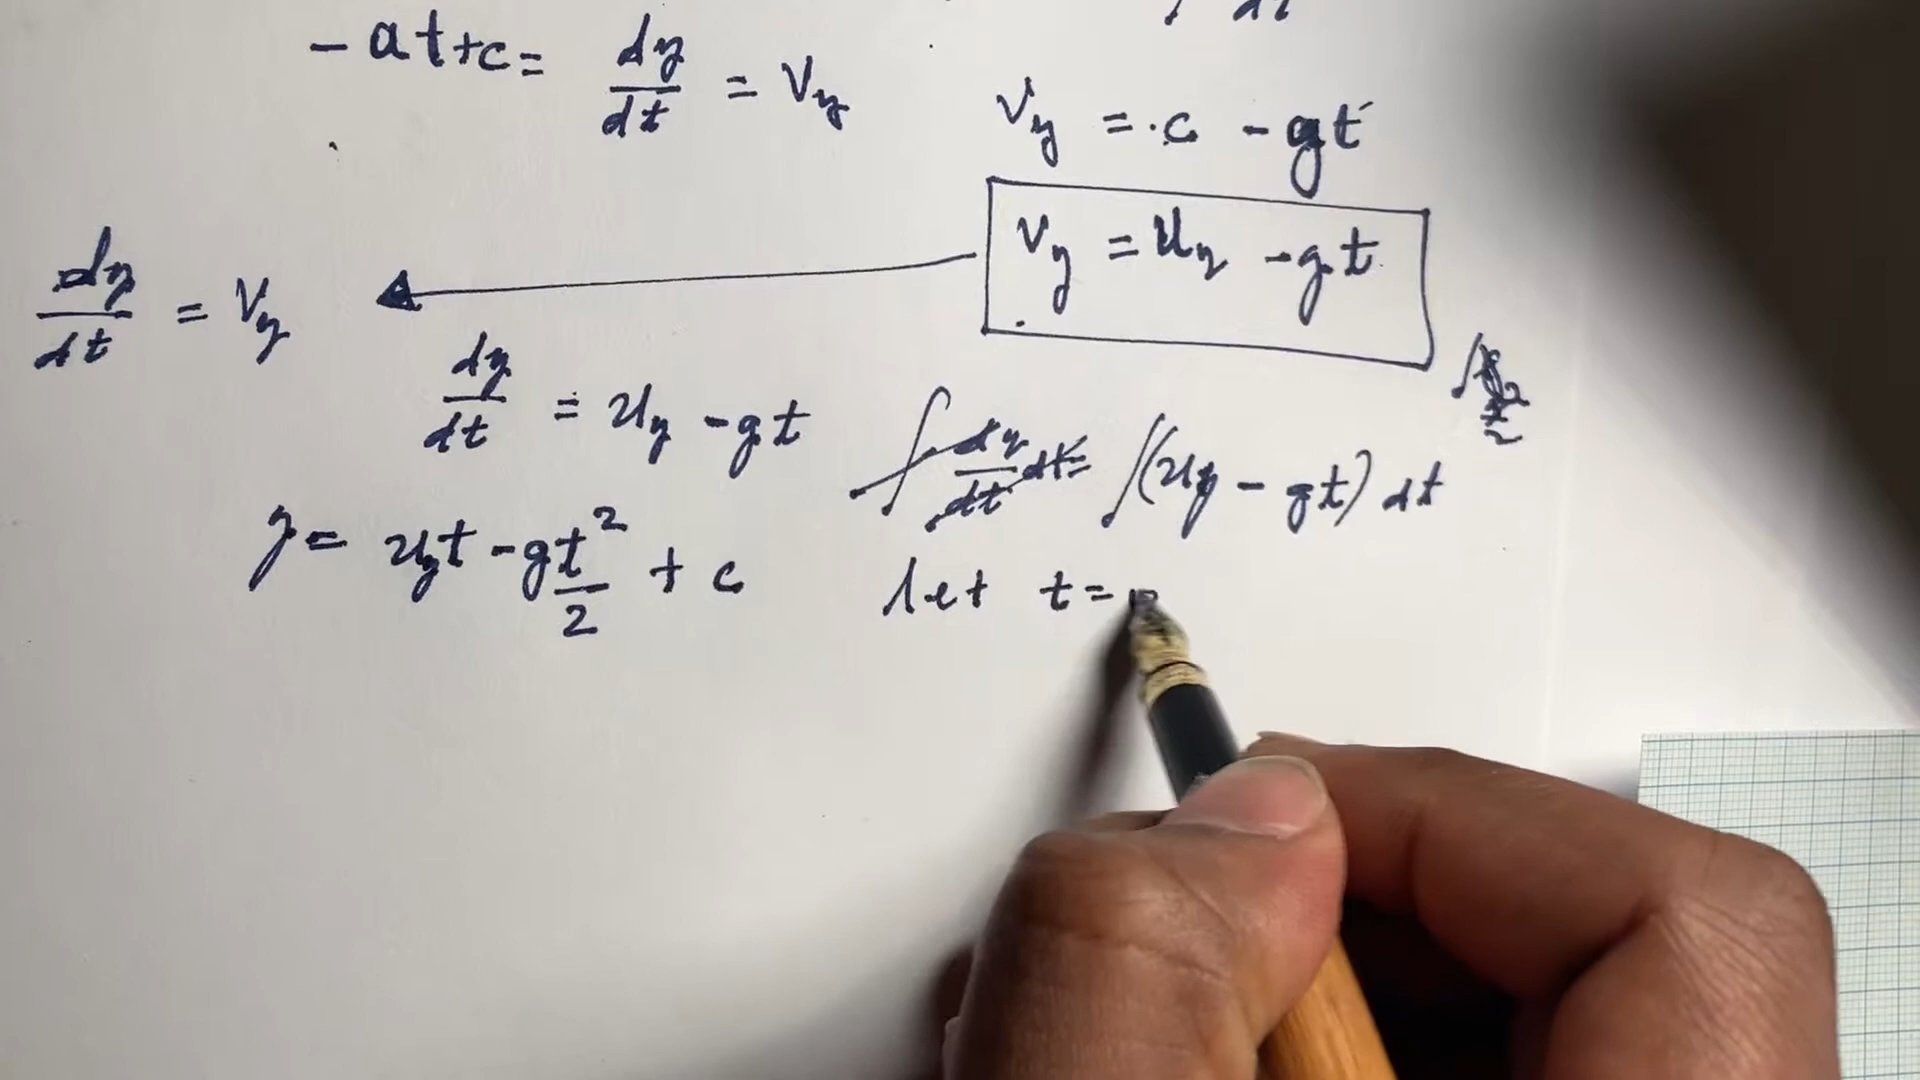 - at + c = dy/dt = Vy
dt
Vy = .c - gt
Vy = uy - gt
dy/dt = Vy
dy/dt = uy - gt
∫ dy/dt dt = ∫(uy - gt) dt
y = uyt - gt²/2 + c
let t =